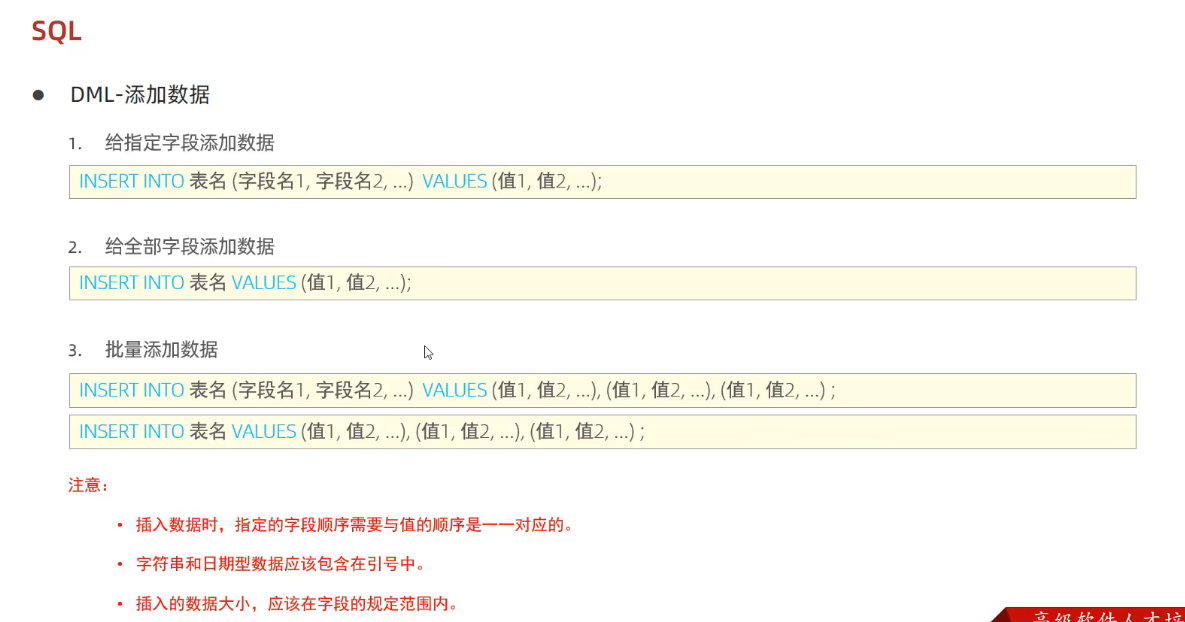 SQL
● DML-添加数据
1. 给指定字段添加数据
INSERT INTO 表名 (字段名1, 字段名2, ...) VALUES (值1, 值2, ...);
2. 给全部字段添加数据
INSERT INTO 表名 VALUES (值1, 值2, ...);
3. 批量添加数据
INSERT INTO 表名 (字段名1, 字段名2, ...) VALUES (值1, 值2, ...), (值1, 值2, ...), (值1, 值2, ...) ;
INSERT INTO 表名 VALUES (值1, 值2, ...), (值1, 值2, ...), (值1, 值2, ...) ;
注意：
• 插入数据时，指定的字段顺序需要与值的顺序是一一对应的。
• 字符串和日期型数据应该包含在引号中。
• 插入的数据大小，应该在字段的规定范围内。
高级软件人才培